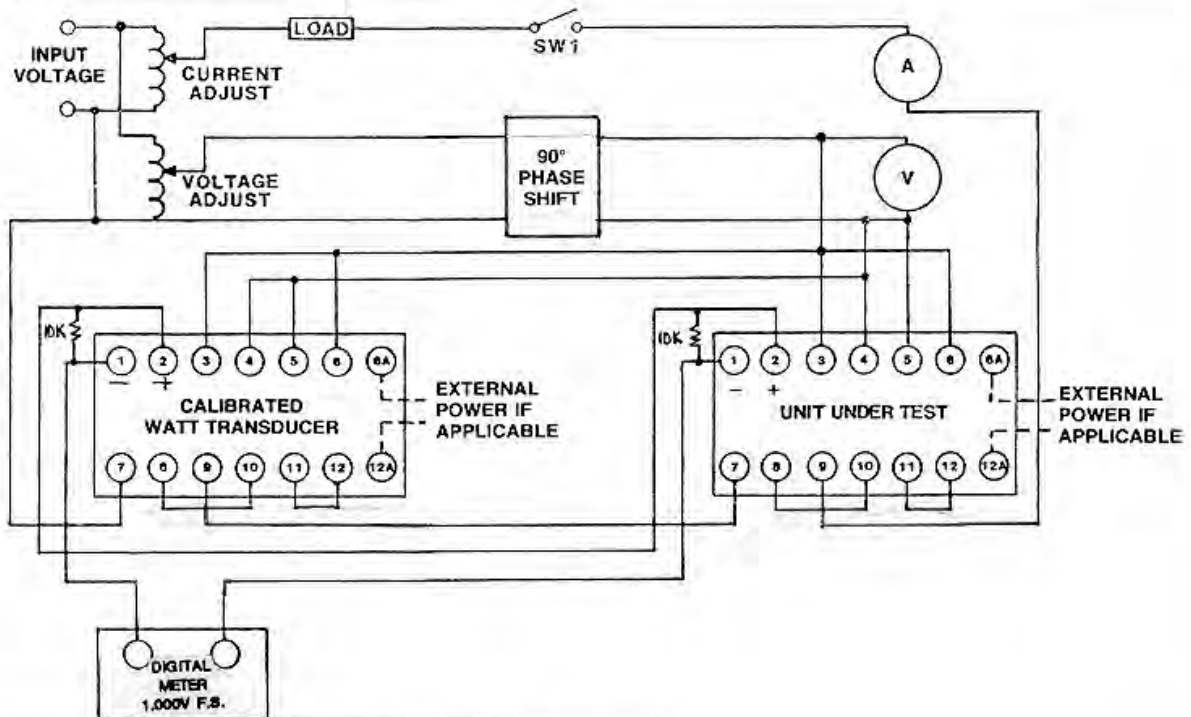 LOAD
SW1
A
INPUT
VOLTAGE
CURRENT
ADJUST
90°
PHASE
SHIFT
V
VOLTAGE
ADJUST
10K
1 2 3 4 5 6 6A
− +
CALIBRATED
WATT TRANSDUCER
EXTERNAL
POWER IF
APPLICABLE
7 8 9 10 11 12 12A
10K
1 2 3 4 5 6 6A
− +
UNIT UNDER TEST
EXTERNAL
POWER IF
APPLICABLE
7 8 9 10 11 12 12A
DIGITAL
METER
1.000V F.S.